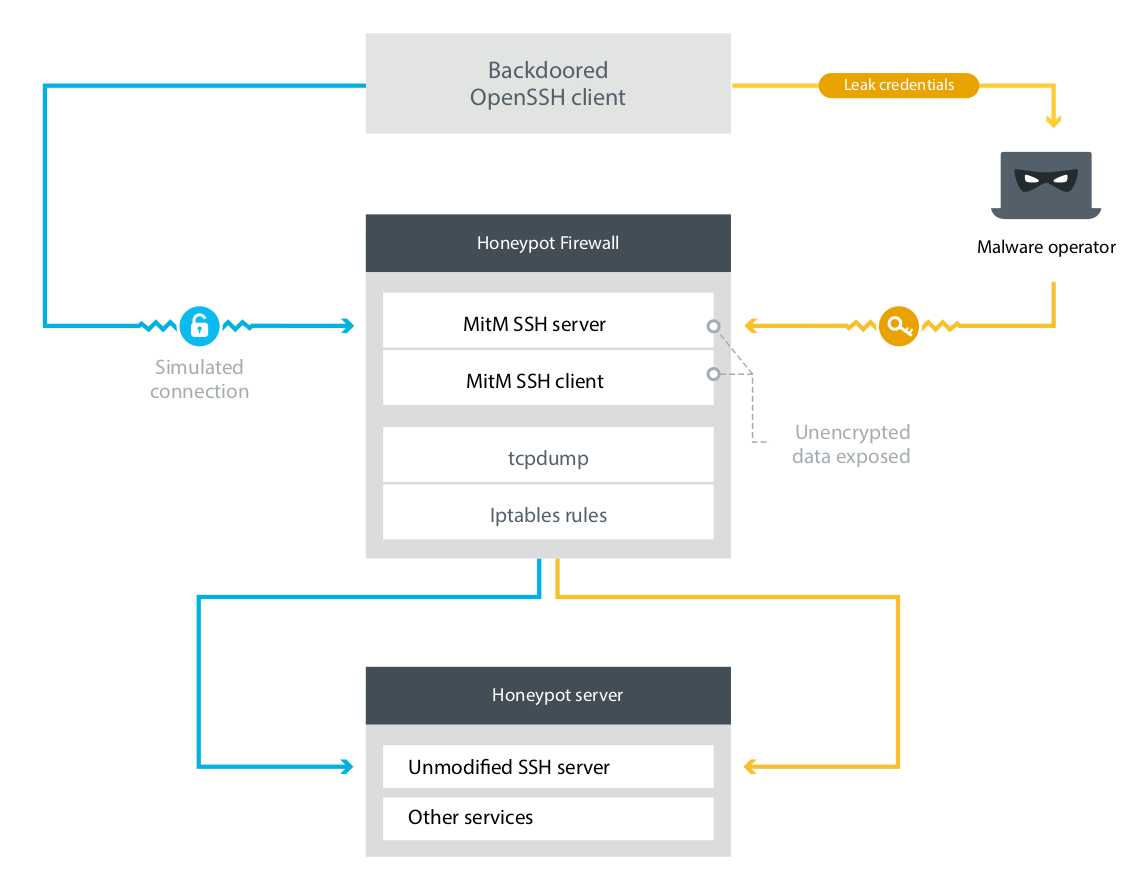 Backdoored
OpenSSH client
Leak credentials
Malware operator
Honeypot Firewall
MitM SSH server
MitM SSH client
Simulated
connection
Unencrypted
data exposed
tcpdump
Iptables rules
Honeypot server
Unmodified SSH server
Other services